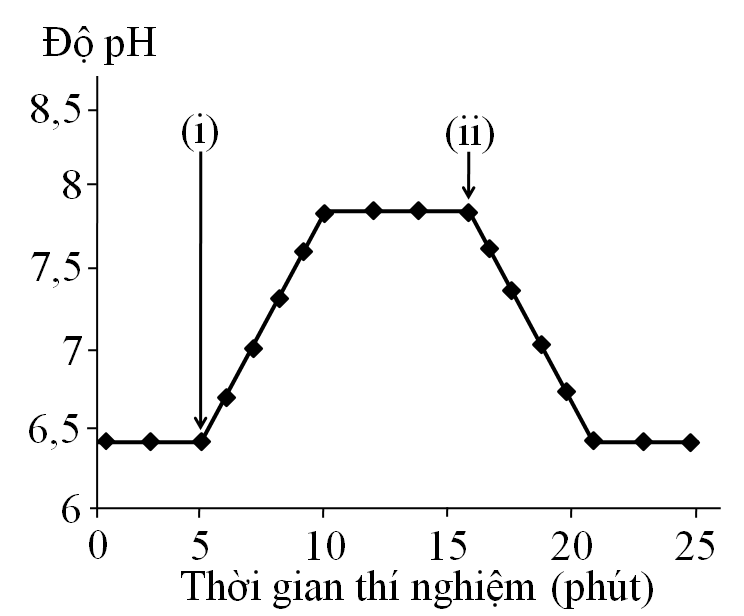 Độ pH
8,5
(i)
(ii)
8
7,5
7
6,5
6
0 5 10 15 20 25
Thời gian thí nghiệm (phút)